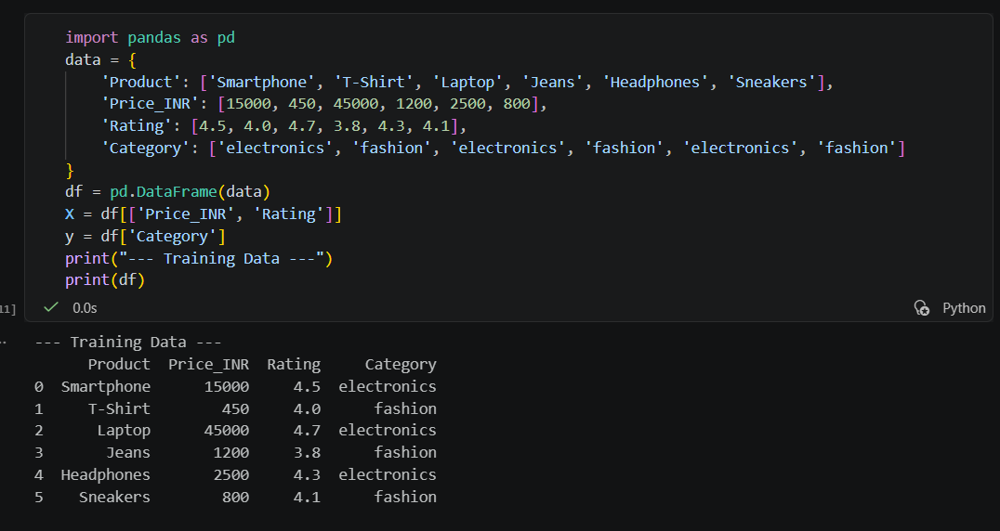 import pandas as pd
data = {
    'Product': ['Smartphone', 'T-Shirt', 'Laptop', 'Jeans', 'Headphones', 'Sneakers'],
    'Price_INR': [15000, 450, 45000, 1200, 2500, 800],
    'Rating': [4.5, 4.0, 4.7, 3.8, 4.3, 4.1],
    'Category': ['electronics', 'fashion', 'electronics', 'fashion', 'electronics', 'fashion']
}
df = pd.DataFrame(data)
X = df[['Price_INR', 'Rating']]
y = df['Category']
print("--- Training Data ---")
print(df)
11] 0.0s Python
--- Training Data ---
      Product  Price_INR  Rating     Category
0  Smartphone      15000     4.5  electronics
1     T-Shirt        450     4.0      fashion
2      Laptop      45000     4.7  electronics
3       Jeans       1200     3.8      fashion
4  Headphones       2500     4.3  electronics
5    Sneakers        800     4.1      fashion